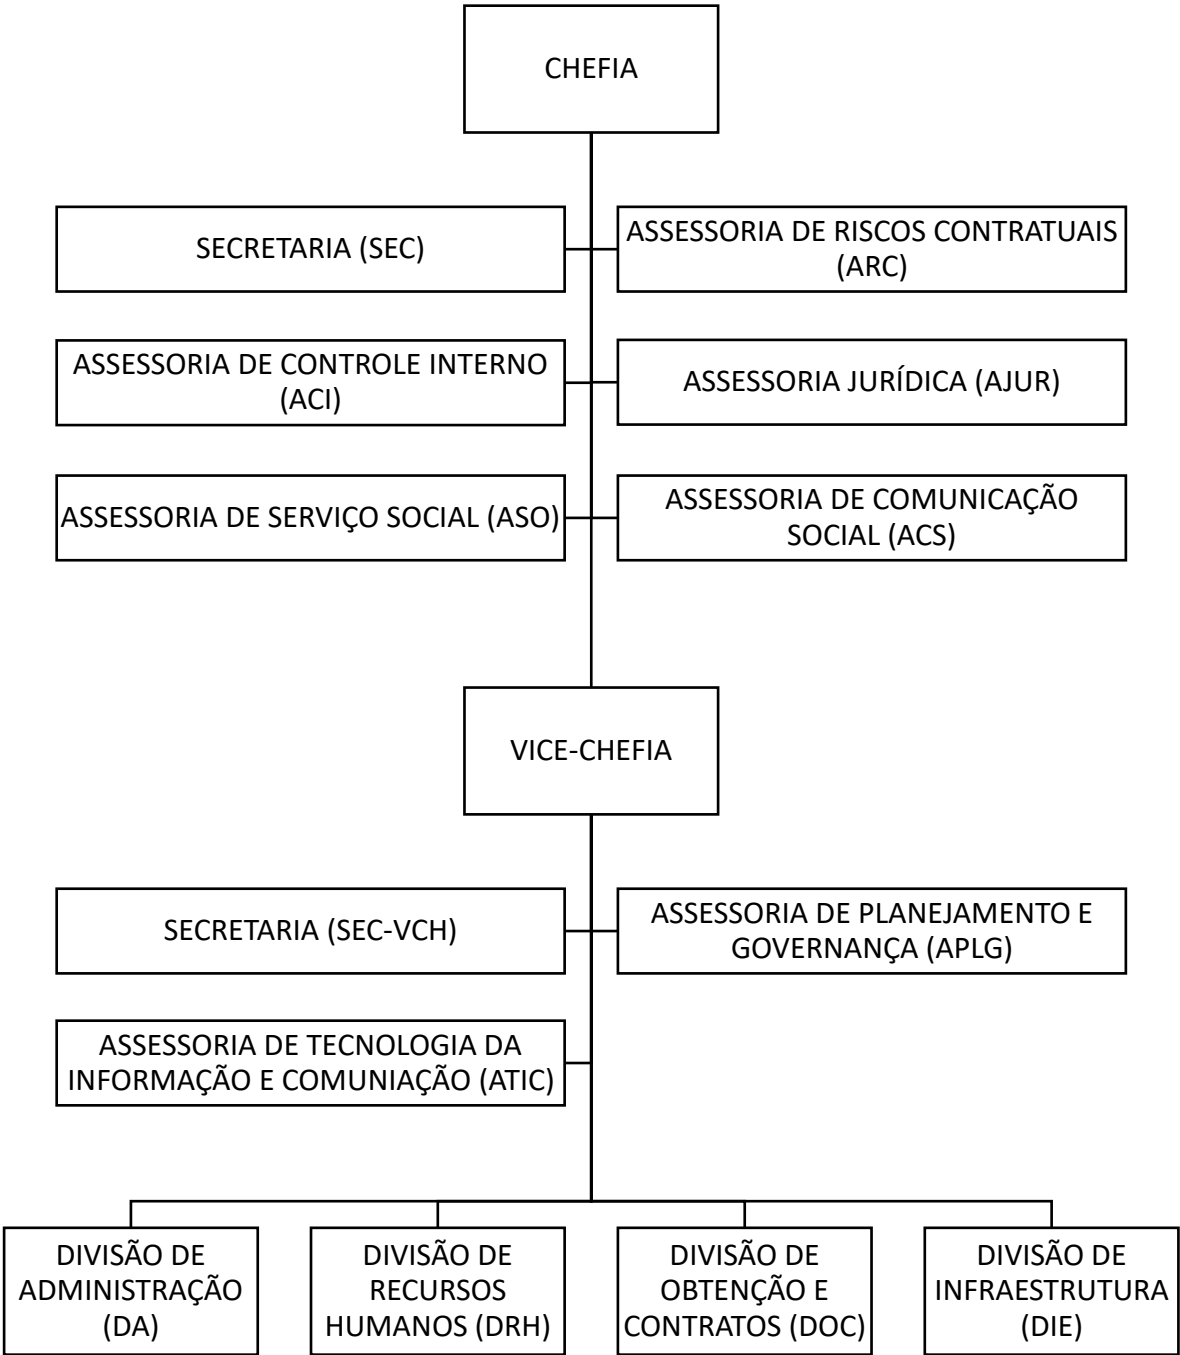 CHEFIA
SECRETARIA (SEC)
ASSESSORIA DE RISCOS CONTRATUAIS
(ARC)
ASSESSORIA DE CONTROLE INTERNO
(ACI)
ASSESSORIA JURÍDICA (AJUR)
ASSESSORIA DE SERVIÇO SOCIAL (ASO)
ASSESSORIA DE COMUNICAÇÃO
SOCIAL (ACS)
VICE-CHEFIA
SECRETARIA (SEC-VCH)
ASSESSORIA DE PLANEJAMENTO E
GOVERNANÇA (APLG)
ASSESSORIA DE TECNOLOGIA DA
INFORMAÇÃO E COMUNIAÇÃO (ATIC)
DIVISÃO DE
ADMINISTRAÇÃO
(DA)
DIVISÃO DE
RECURSOS
HUMANOS (DRH)
DIVISÃO DE
OBTENÇÃO E
CONTRATOS (DOC)
DIVISÃO DE
INFRAESTRUTURA
(DIE)